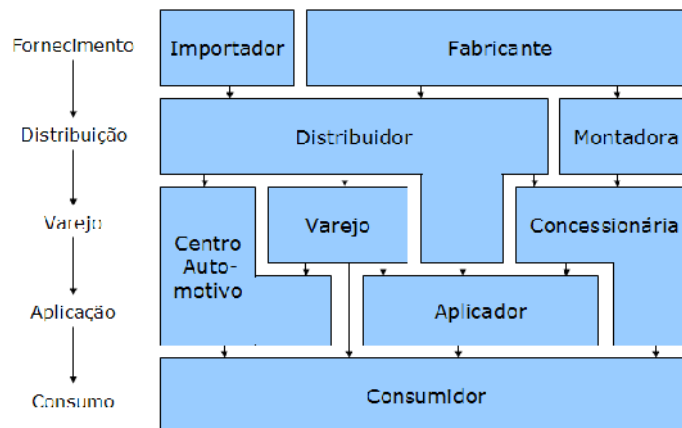 Fornecimento
Importador
Fabricante
Distribuição
Distribuidor
Montadora
Varejo
Centro
Auto-
motivo
Varejo
Concessionária
Aplicação
Aplicador
Consumo
Consumidor